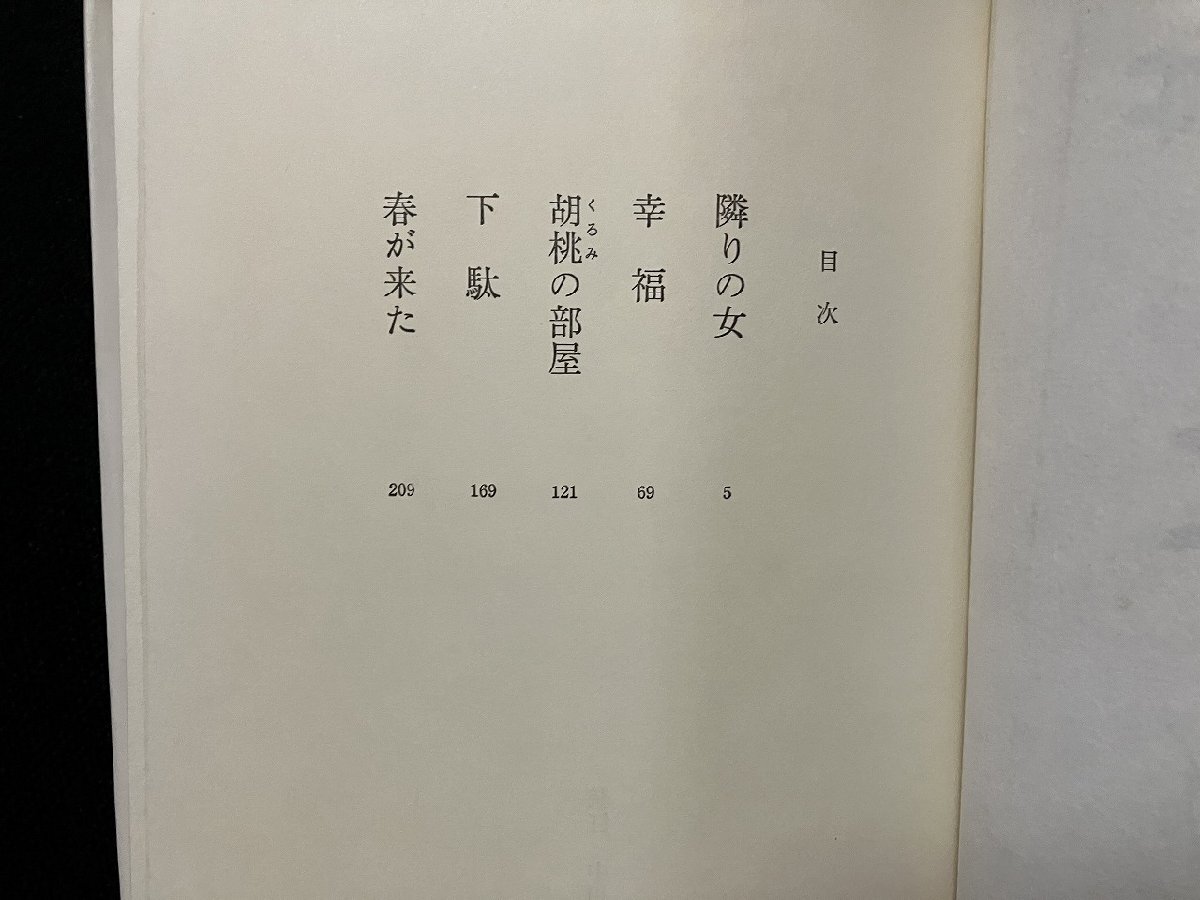 目次
隣りの女 5
幸福 69
胡桃の部屋 121
くるみ
下駄 169
春が来た 209